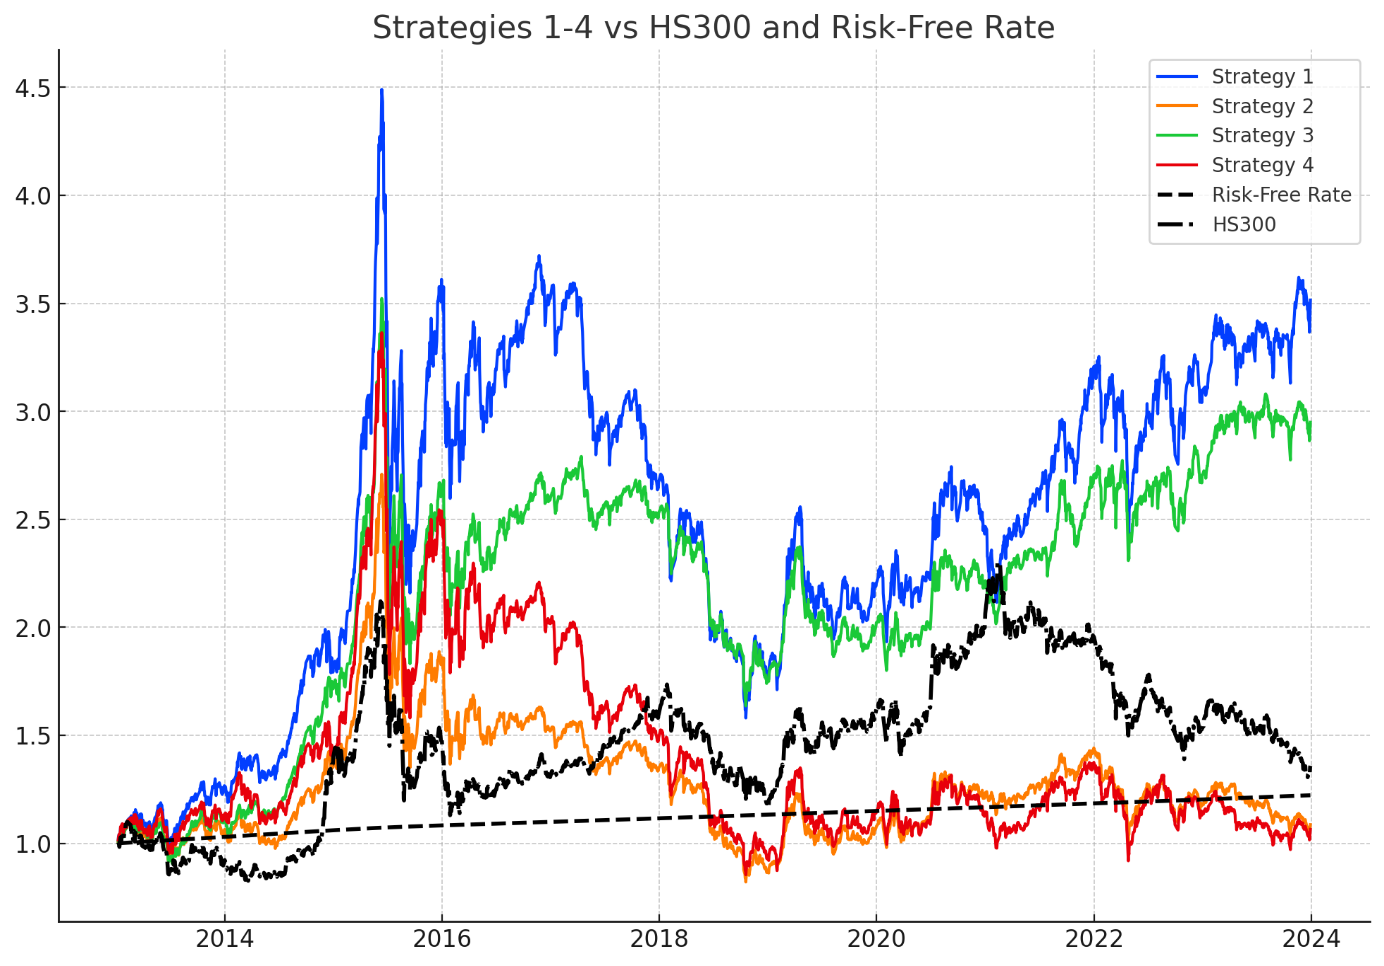 Strategies 1-4 vs HS300 and Risk-Free Rate
Strategy 1
Strategy 2
Strategy 3
Strategy 4
Risk-Free Rate
HS300
4.5
4.0
3.5
3.0
2.5
2.0
1.5
1.0
2014 2016 2018 2020 2022 2024